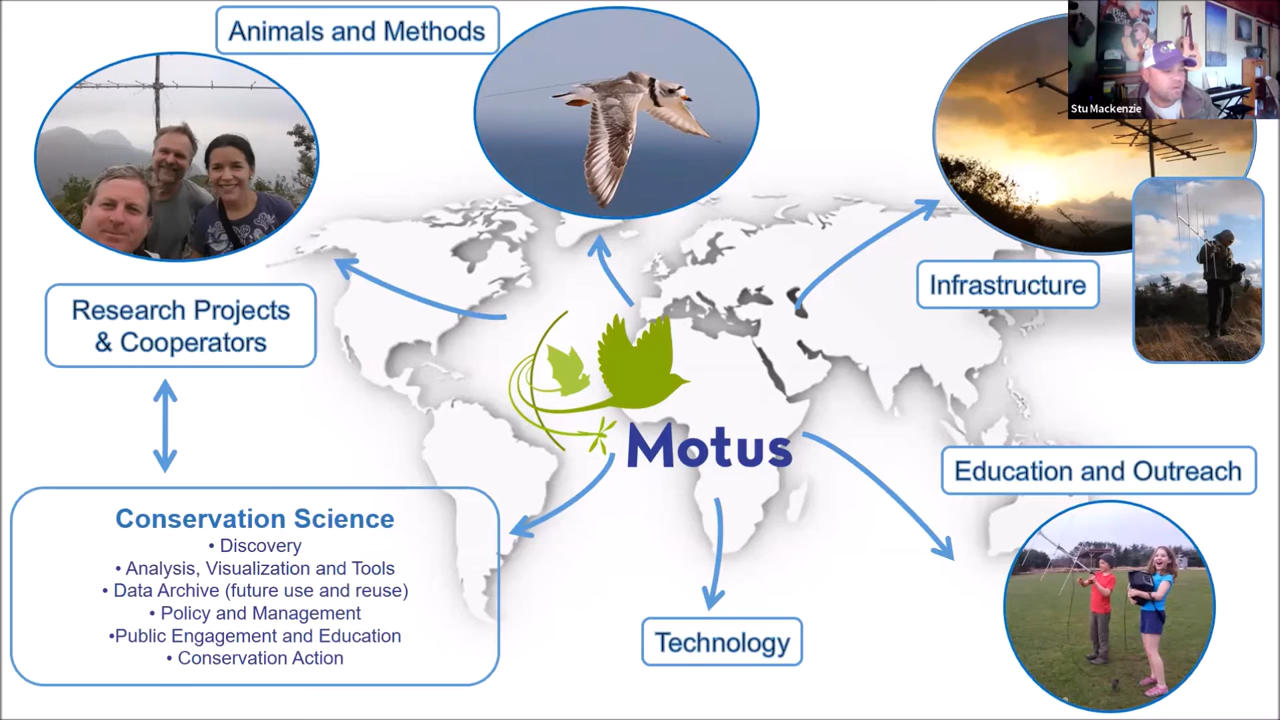 Animals and Methods
Stu Mackenzie
Research Projects
& Cooperators
Infrastructure
Motus
Education and Outreach
Conservation Science
• Discovery
• Analysis, Visualization and Tools
• Data Archive (future use and reuse)
• Policy and Management
•Public Engagement and Education
• Conservation Action
Technology